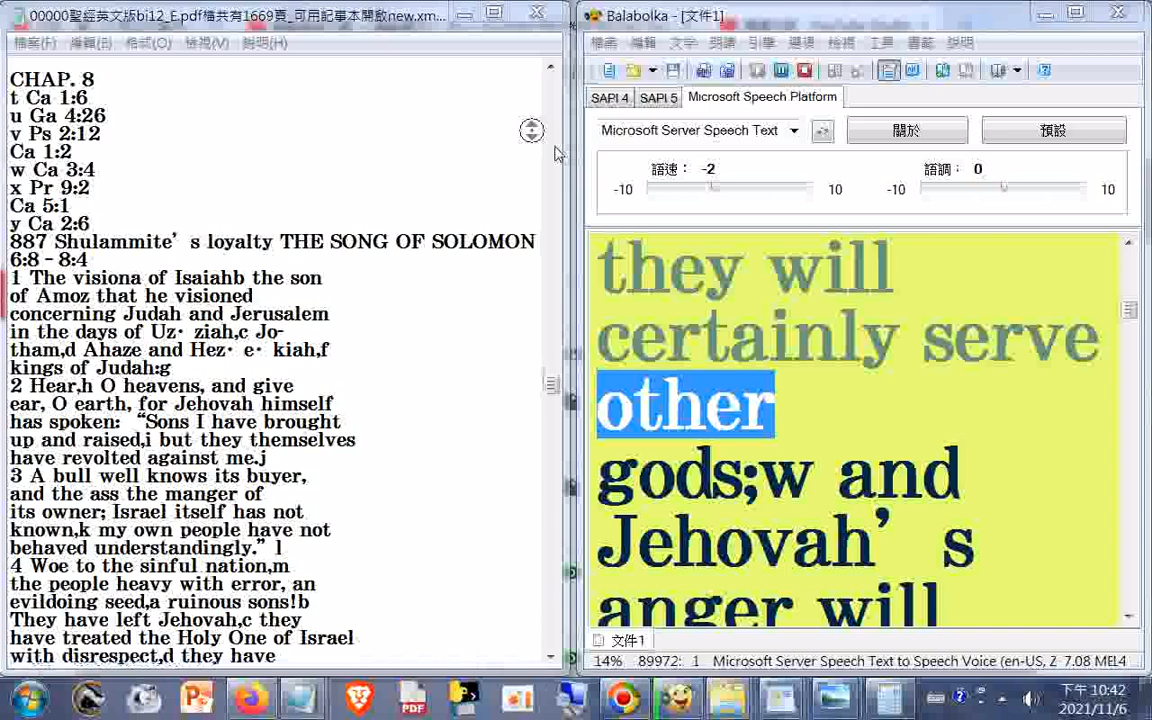 00000聖經英文文版bi12_E.pdf檔共有1669頁_可用記事本開啟new.xm...
檔案(F) 編輯(E) 格式(O) 檢視(V) 說明(H)
CHAP. 8
t Ca 1:6
u Ga 4:26
v Ps 2:12
Ca 1:2
w Ca 3:4
x Pr 9:2
Ca 5:1
y Ca 2:6
887 Shulammite’s loyalty THE SONG OF SOLOMON
6:8–8:4
1 The visiona of Isaiahb the son
of Amoz that he visioned
concerning Judah and Jerusalem
in the days of Uz·ziah,c Jo-
tham,d Ahaze and Hez·e·kiah,f
kings of Judah:g
2 Hear,h O heavens, and give
ear, O earth, for Jehovah himself
has spoken: “Sons I have brought
up and raised,i but they themselves
have revolted against me.j
3 A bull well knows its buyer,
and the ass the manger of
its owner; Israel itself has not
known,k my own people have not
behaved understandingly.” l
4 Woe to the sinful nation,m
the people heavy with error, an
evildoing seed,a ruinous sons!b
They have left Jehovah,c they
have treated the Holy One of Israel
with disrespect,d they have
Balabolka - [文件1]
檔案 編輯 文字 朗讀 引擎 選項 檢視 工具 書籤 說明
SAPI 4 SAPI 5 Microsoft Speech Platform
Microsoft Server Speech Text 關於 預設
語速： -2 語調： 0
-10 10 -10 10
they will
certainly serve
other
gods;w and
Jehovah’s
anger will
文件1
14% 89972: 1 Microsoft Server Speech Text to Speech Voice (en-US, Z 7.08 MEL4
PDF
下午 10:42
2021/11/6